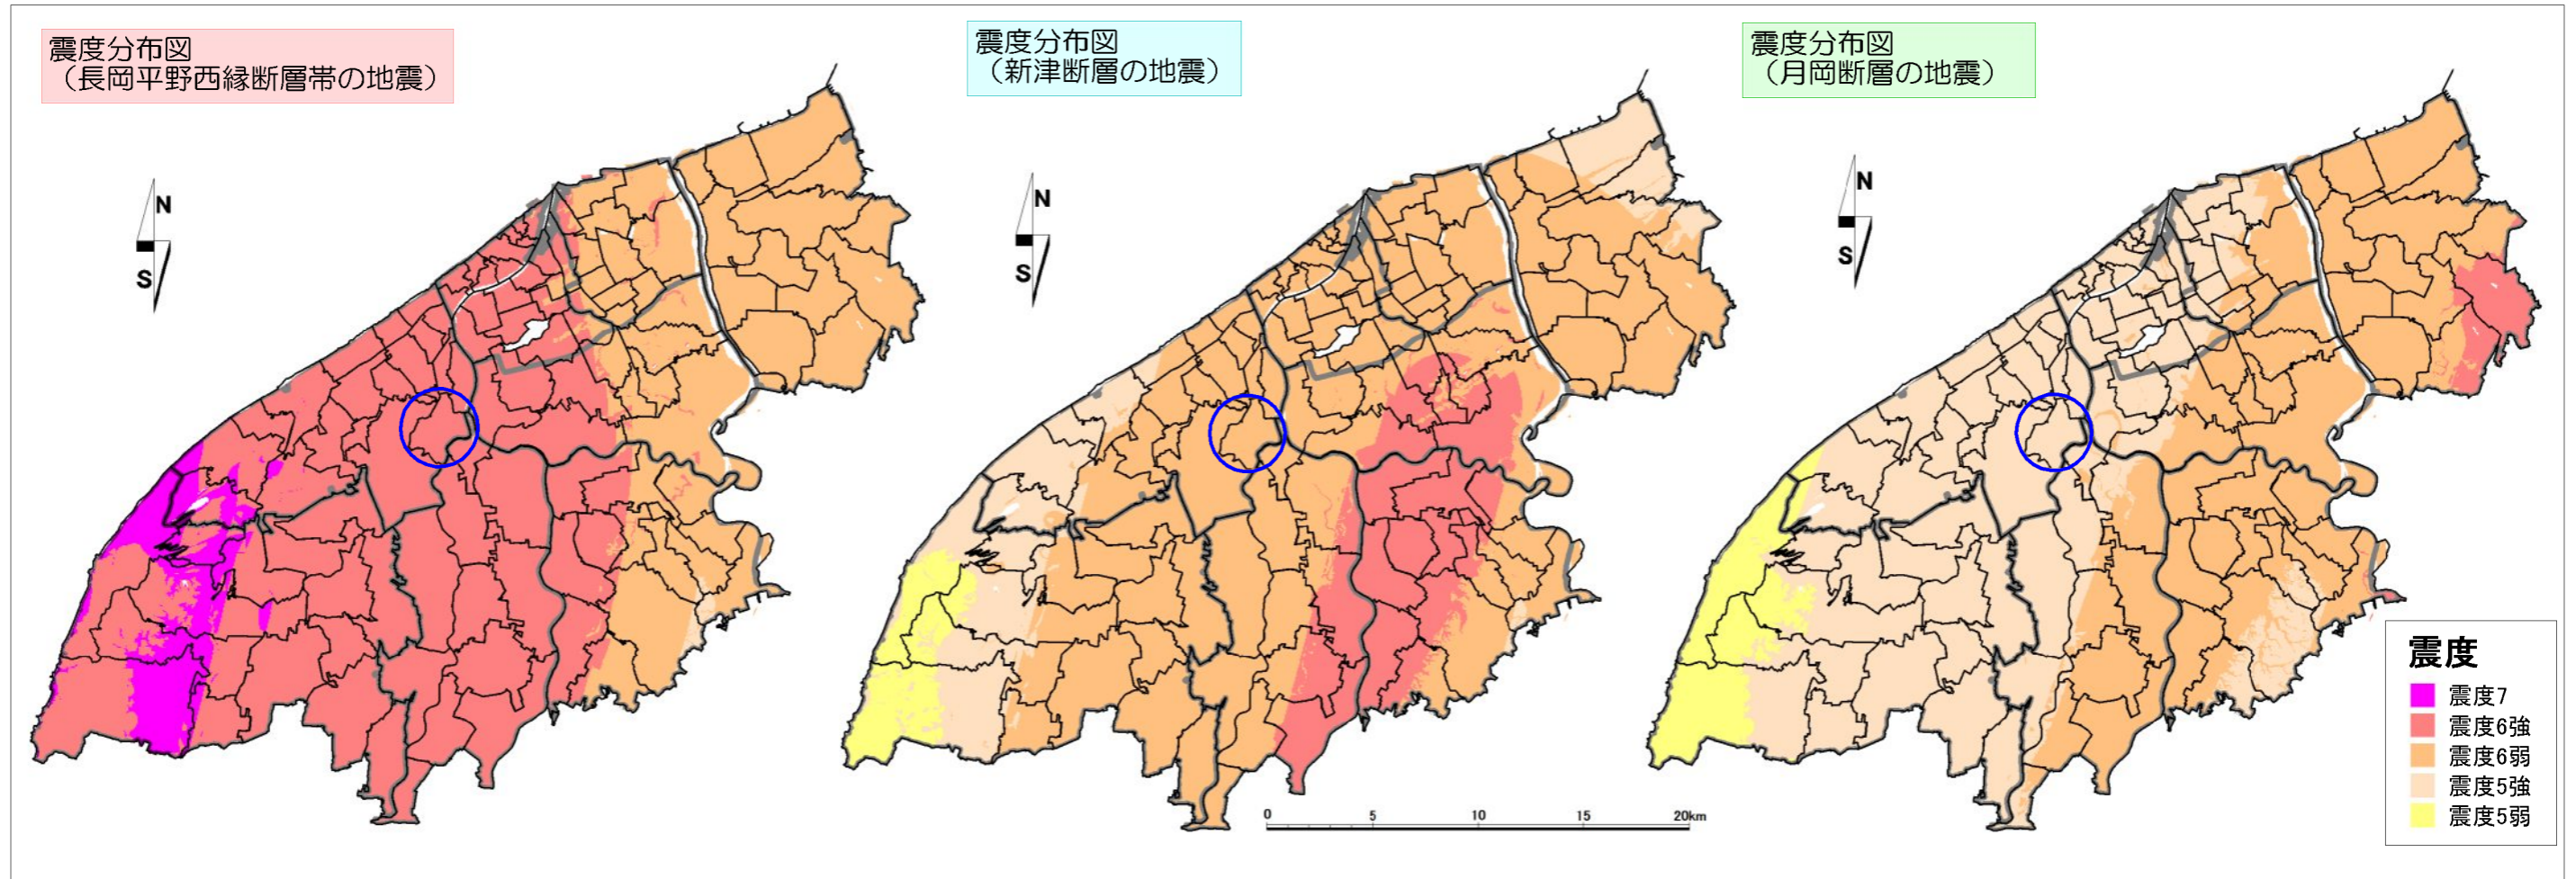 震度分布図
（長岡平野西縁断層帯の地震）
震度分布図
（新津断層の地震）
震度分布図
（月岡断層の地震）
N
S
N
S
N
S
震度
震度7
震度6強
震度6弱
震度5強
震度5弱
0 5 10 15 20km